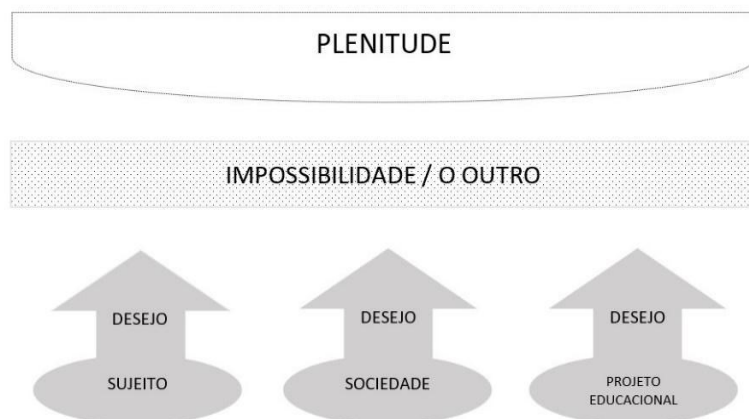 PLENITUDE
IMPOSSIBILIDADE / O OUTRO
DESEJO
DESEJO
DESEJO
SUJEITO
SOCIEDADE
PROJETO
EDUCACIONAL